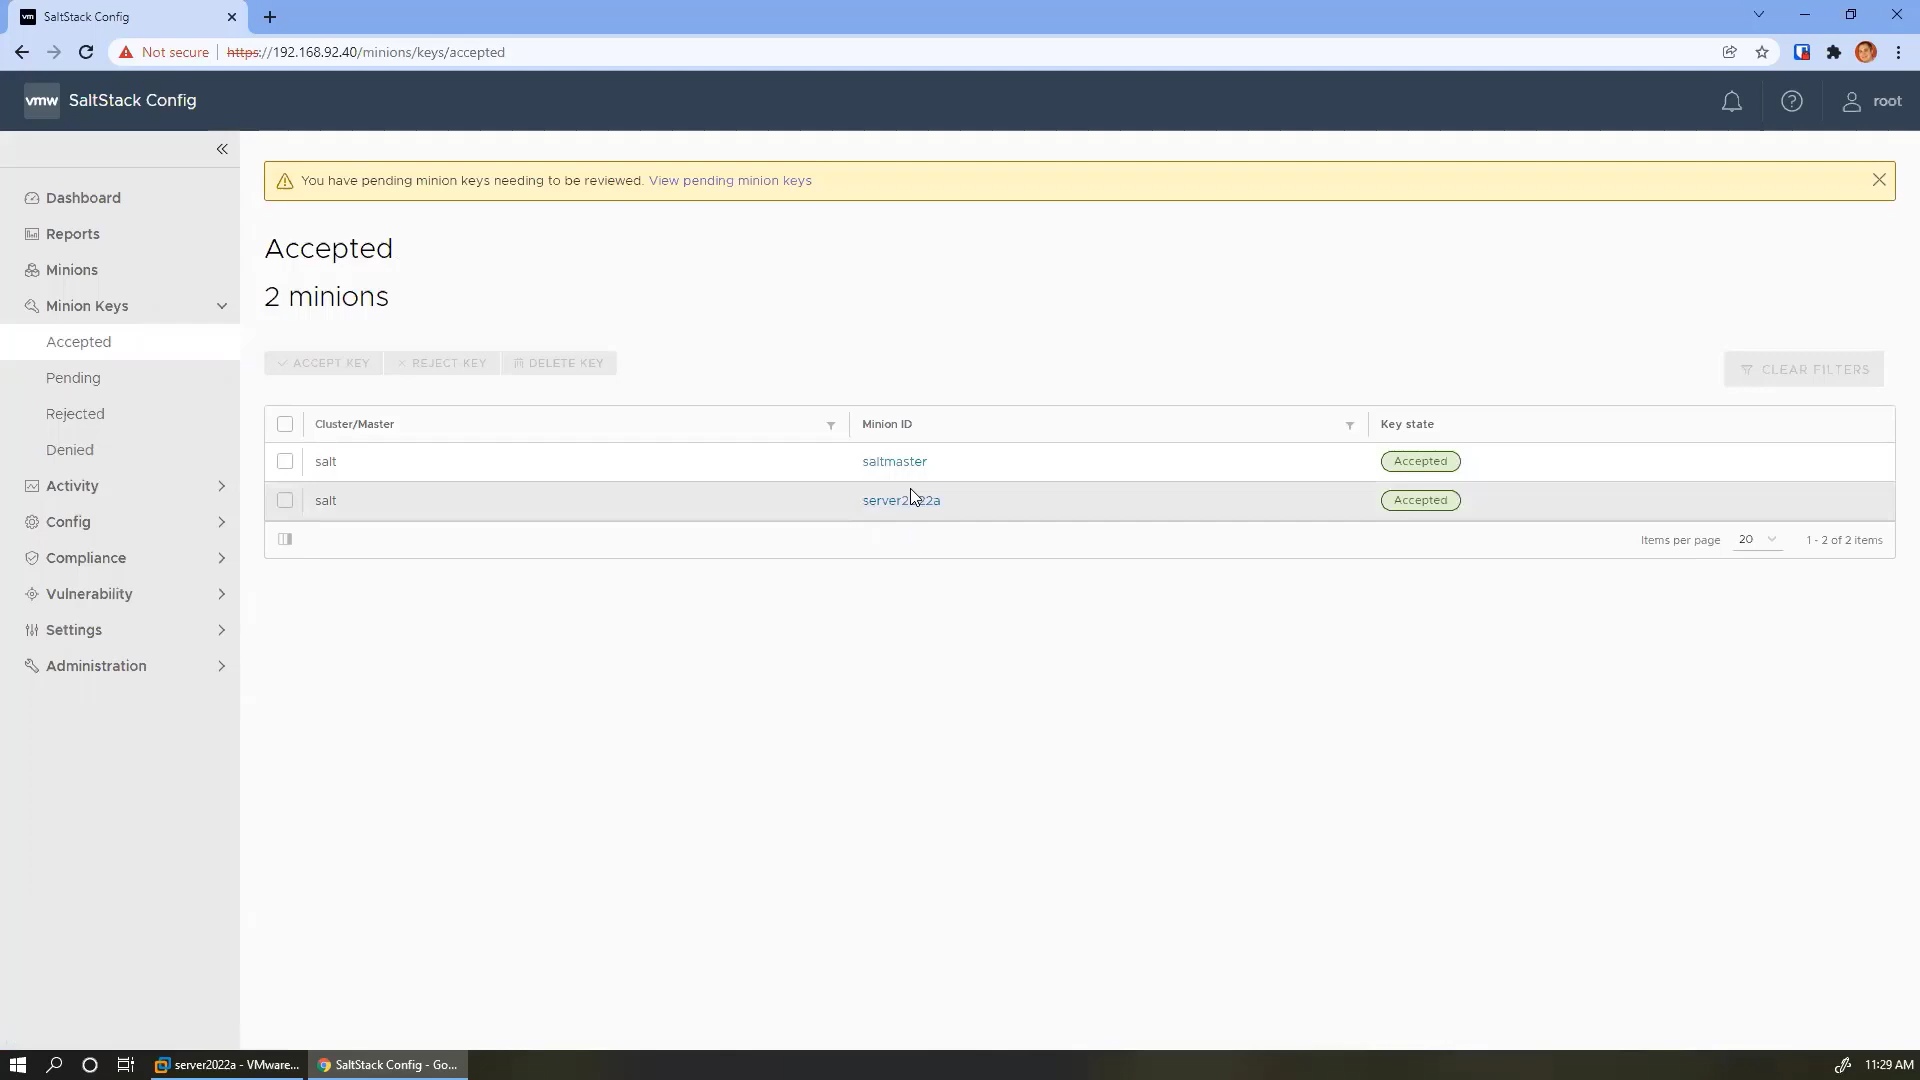 SaltStack Config
Not secure
https://192.168.92.40/minions/keys/accepted
vmw
SaltStack Config
root
Dashboard
Reports
Minions
Minion Keys
Accepted
Pending
Rejected
Denied
Activity
Config
Compliance
Vulnerability
Settings
Administration
You have pending minion keys needing to be reviewed. View pending minion keys
Accepted
2 minions
ACCEPT KEY
REJECT KEY
DELETE KEY
CLEAR FILTERS
Cluster/Master
Minion ID
Key state
salt
saltmaster
Accepted
salt
server2022a
Accepted
Items per page
20
1 - 2 of 2 items
server2022a - VMware...
SaltStack Config - Go...
11:29 AM